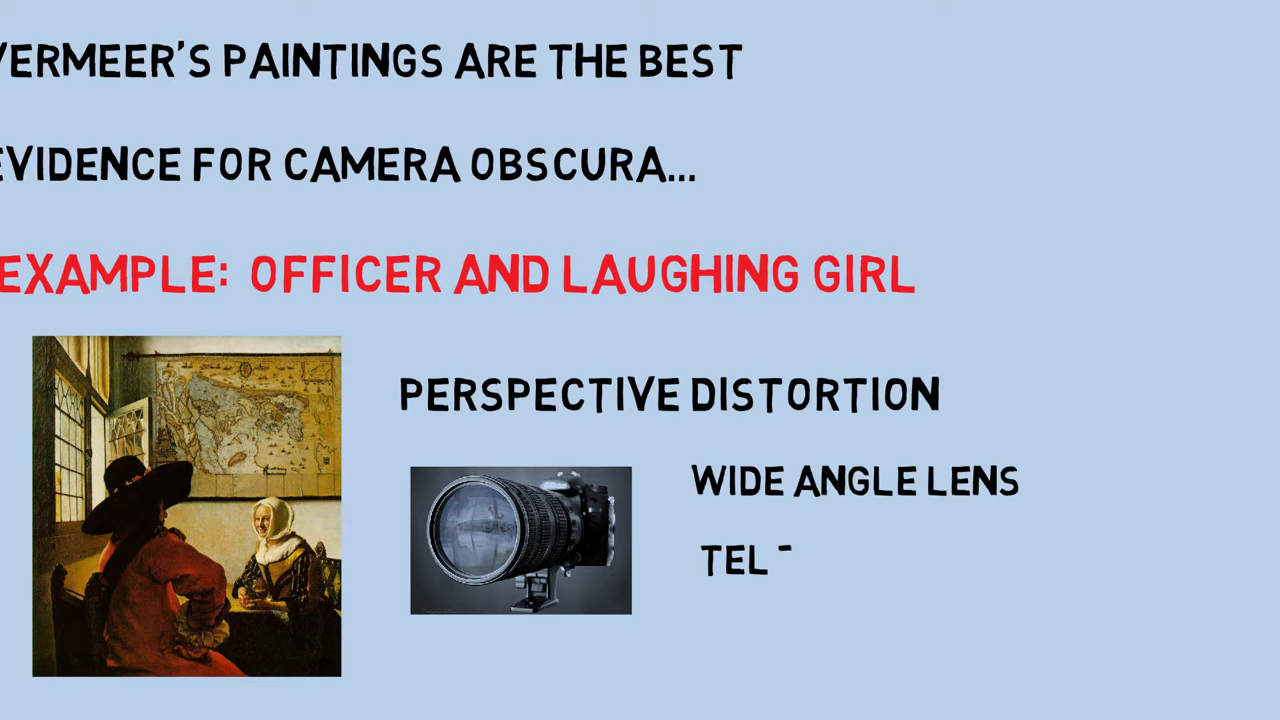 VERMEER'S PAINTINGS ARE THE BEST
EVIDENCE FOR CAMERA OBSCURA...
EXAMPLE: OFFICER AND LAUGHING GIRL
PERSPECTIVE DISTORTION
WIDE ANGLE LENS
TEL